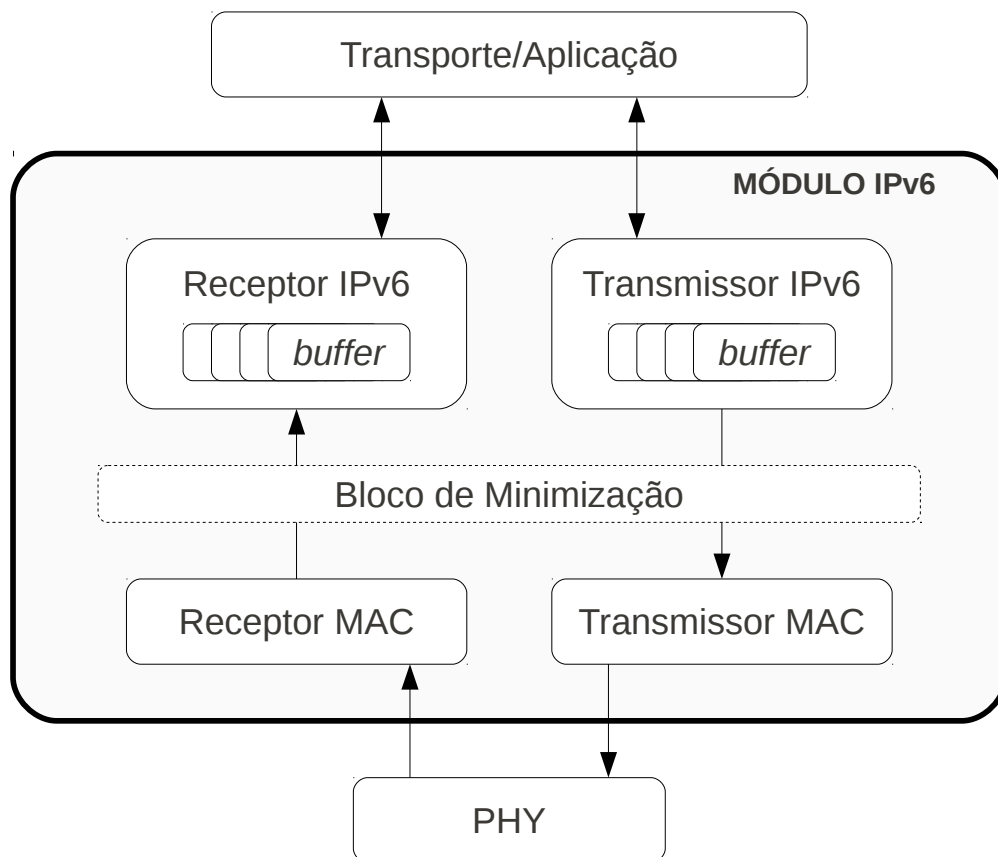 Transporte/Aplicação
MÓDULO IPv6
Receptor IPv6
buffer
Transmissor IPv6
buffer
Bloco de Minimização
Receptor MAC
Transmissor MAC
PHY